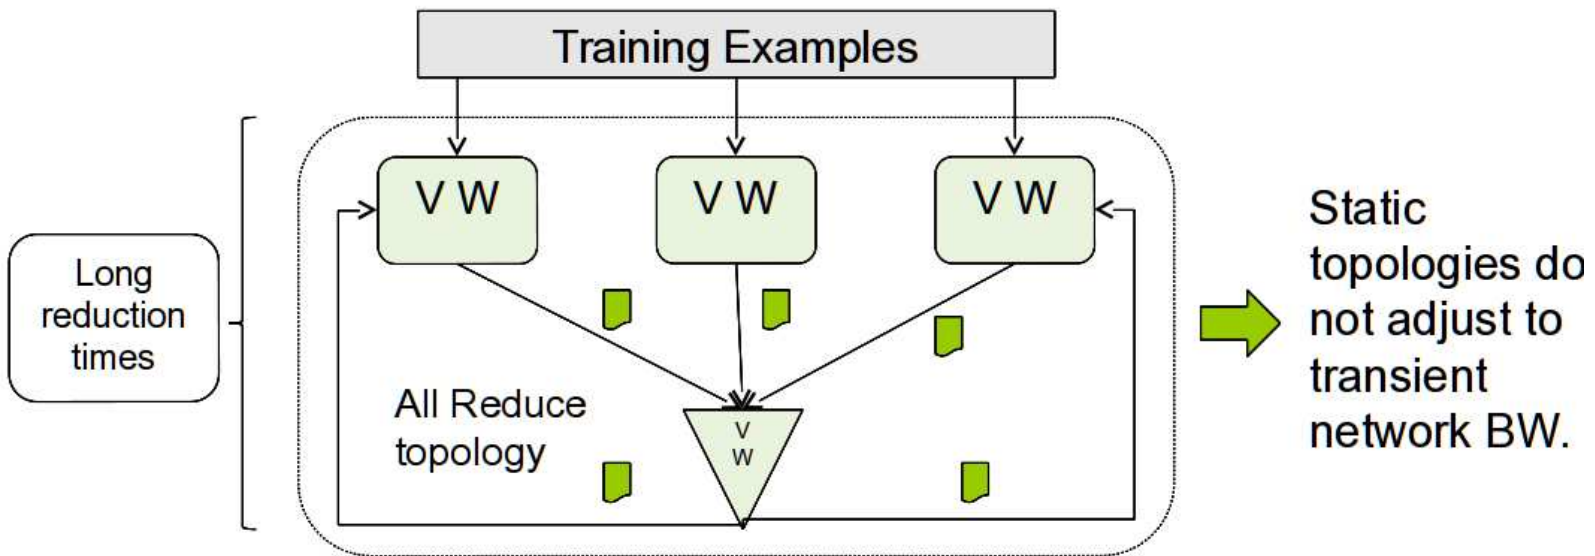 Training Examples
V W
V W
V W
Long
reduction
times
All Reduce
topology
V
W
Static
topologies do
not adjust to
transient
network BW.